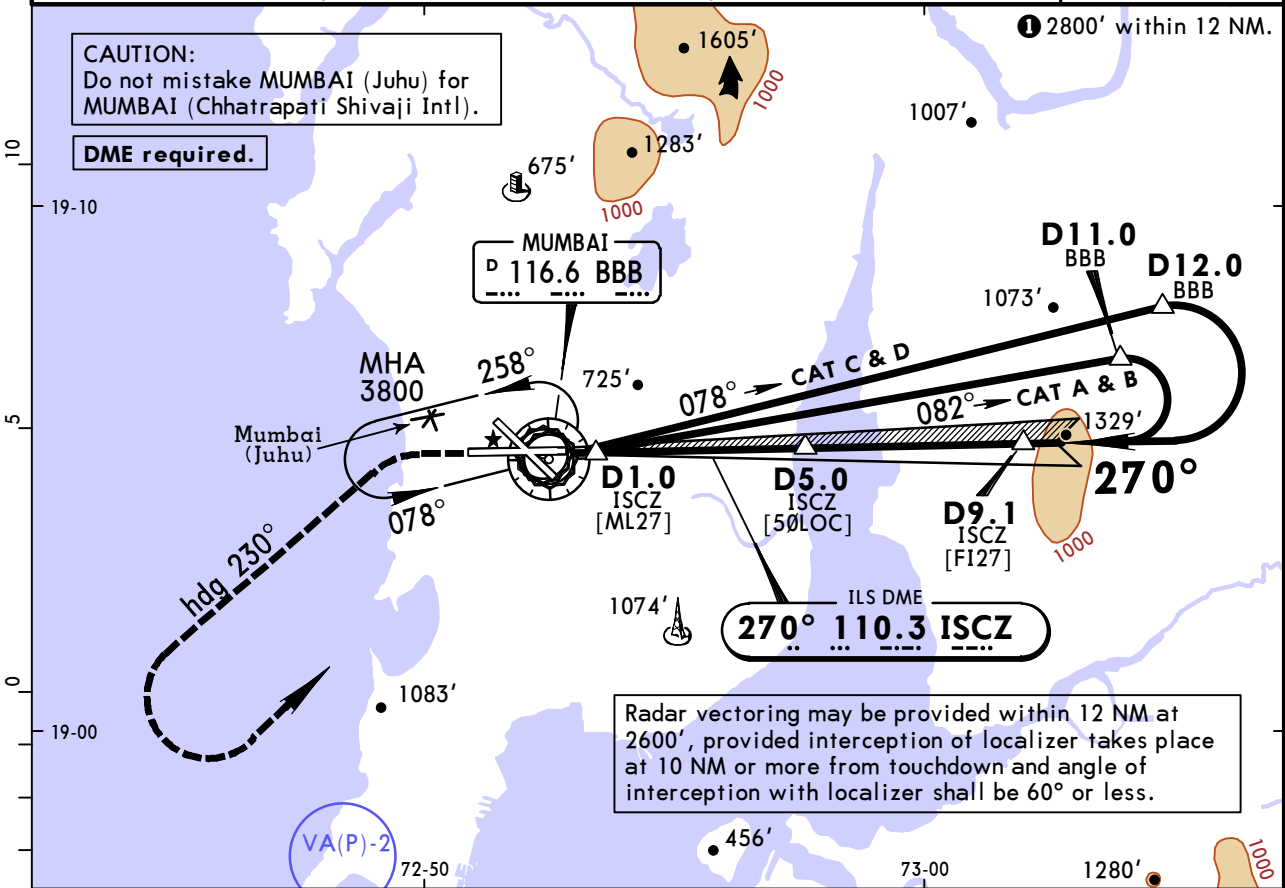 ❶ 2800' within 12 NM.
CAUTION:
Do not mistake MUMBAI (Juhu) for
MUMBAI (Chhatrapati Shivaji Intl).
DME required.
1605'
1000
1007'
1283'
1000
675'
10
19-10
MUMBAI
D 116.6 BBB
D11.0
BBB
D12.0
BBB
1073'
MHA
3800
258°
725'
078°
CAT C & D
082°
CAT A & B
5
Mumbai
(Juhu)
1329'
270°
078°
D1.0
ISCZ
[ML27]
D5.0
ISCZ
[5ØLOC]
D9.1
ISCZ
[FI27]
1000
hdg 230°
1074'
ILS DME
270° 110.3 ISCZ
0
1083'
19-00
Radar vectoring may be provided within 12 NM at
2600', provided interception of localizer takes place
at 10 NM or more from touchdown and angle of
interception with localizer shall be 60° or less.
VA(P)-2
456'
72-50
73-00
1280'
1000